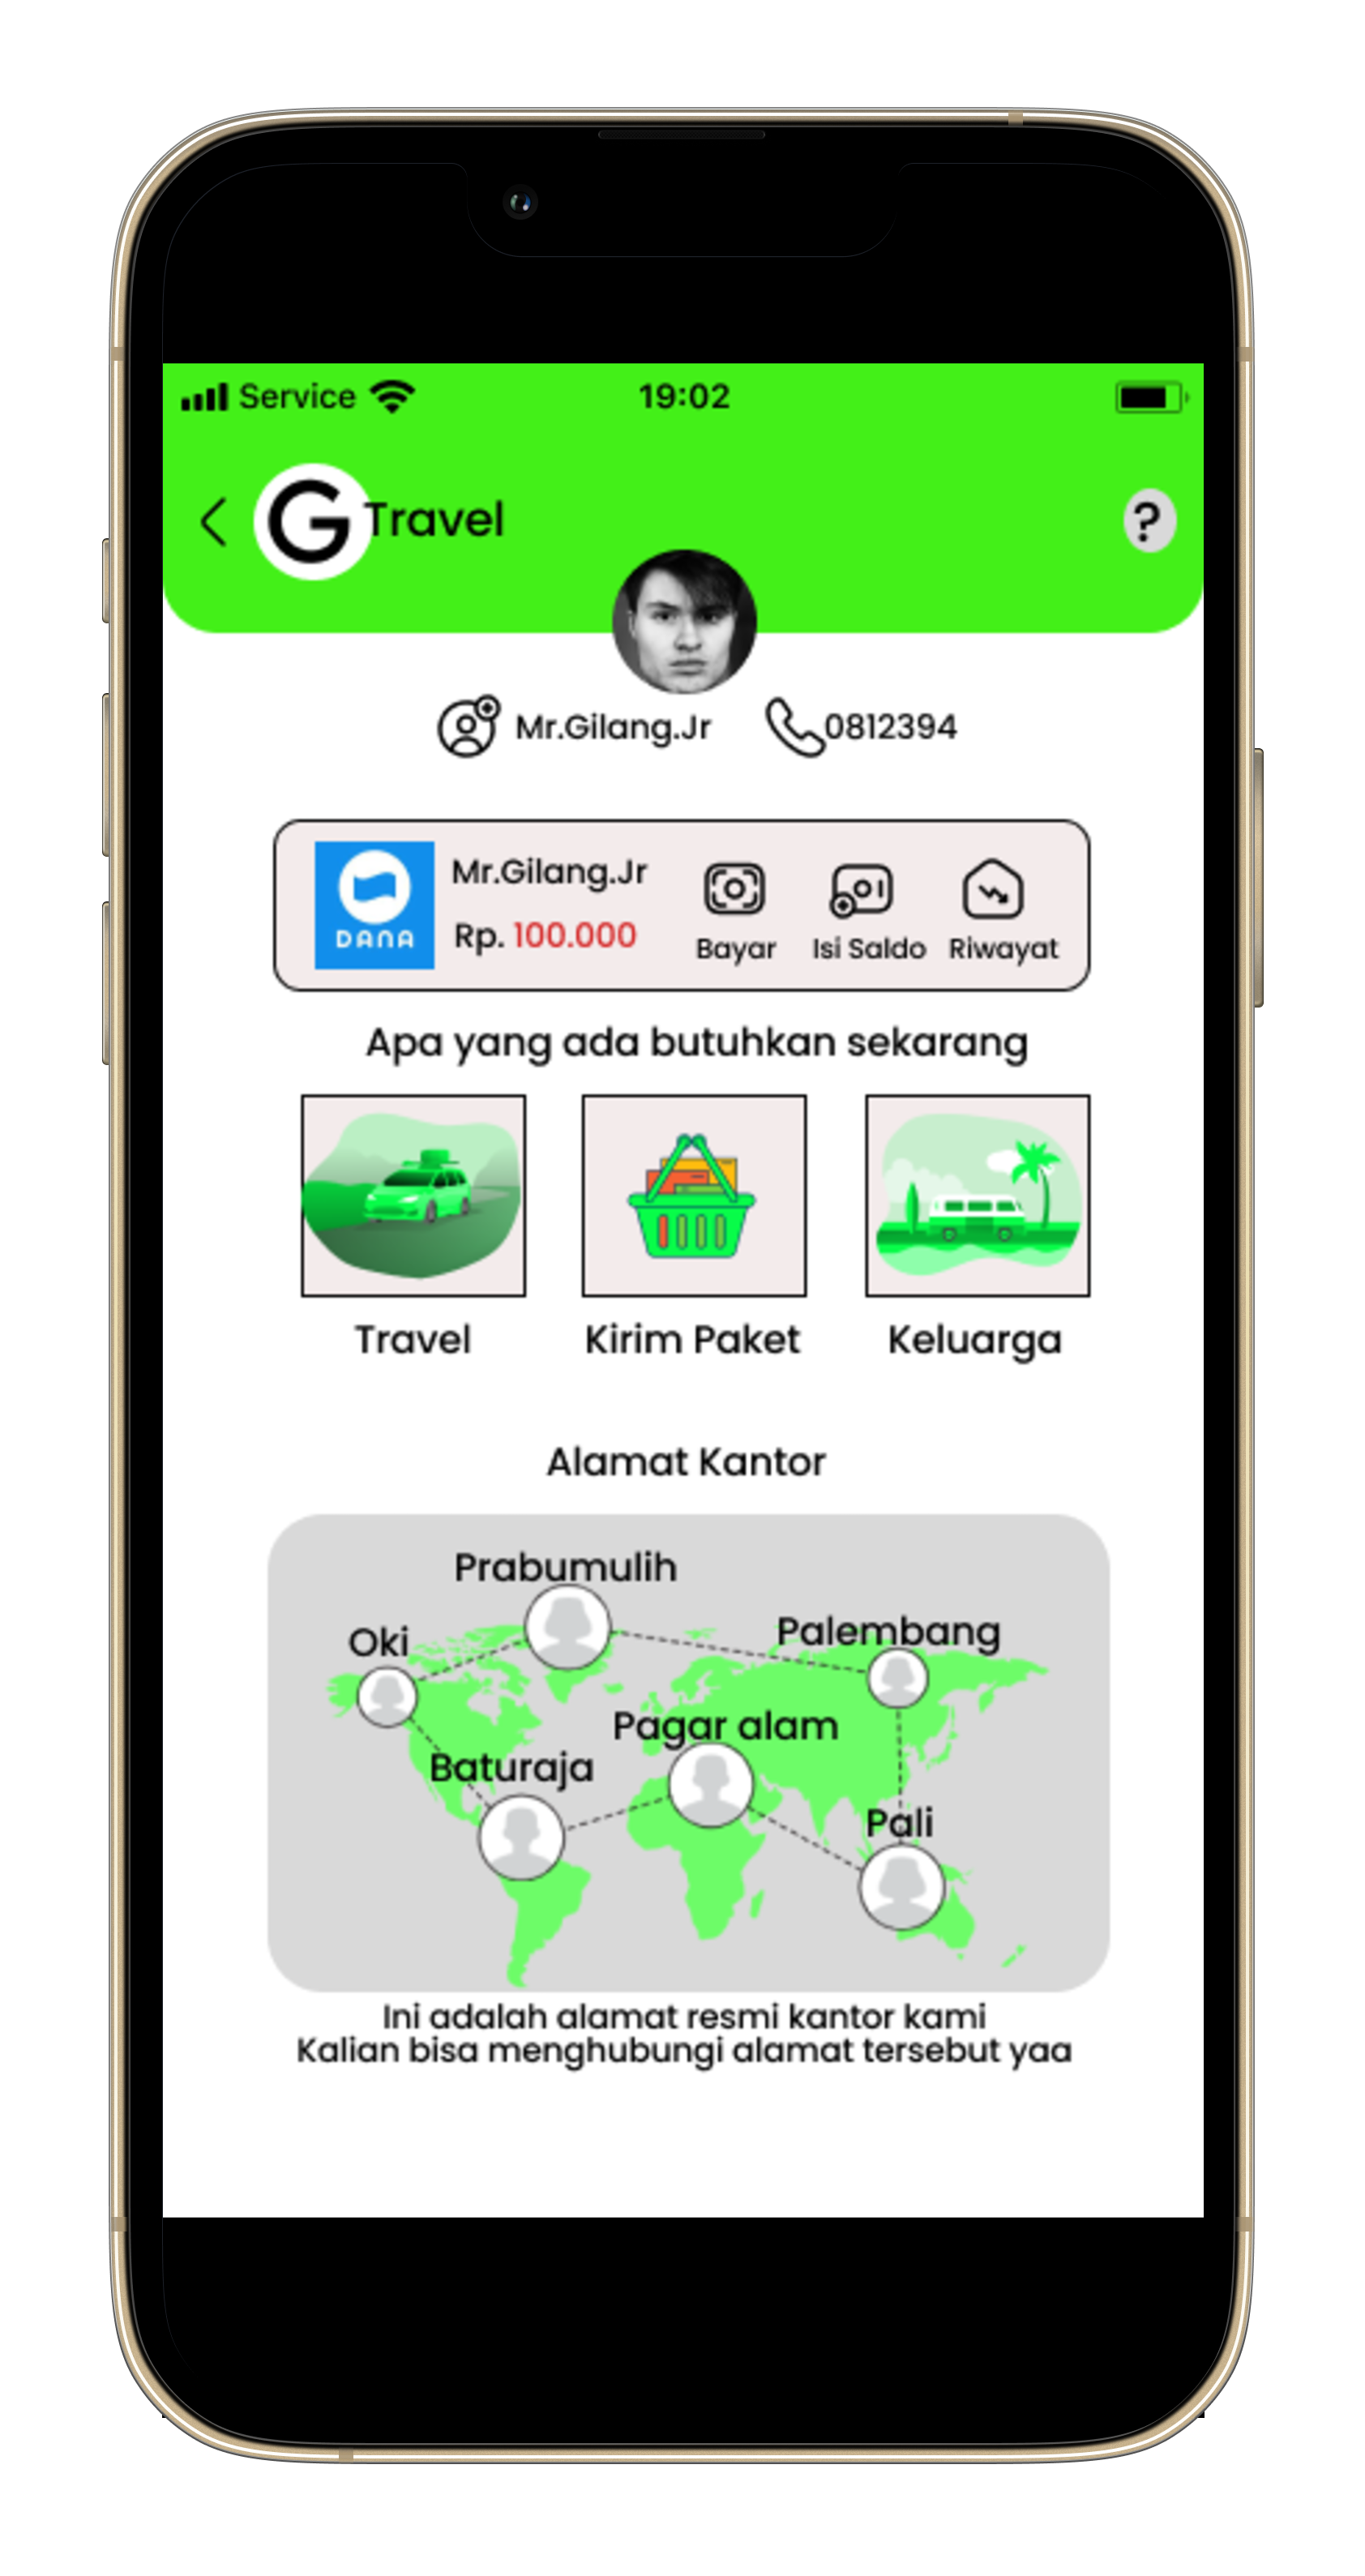 Service 19:02
G Travel ?
Mr.Gilang.Jr 0812394
DANA
Mr.Gilang.Jr
Rp. 100.000
Bayar Isi Saldo Riwayat
Apa yang ada butuhkan sekarang
Travel Kirim Paket Keluarga
Alamat Kantor
Prabumulih
Oki
Palembang
Pagar alam
Baturaja
Pali
Ini adalah alamat resmi kantor kami
Kalian bisa menghubungi alamat tersebut yaa